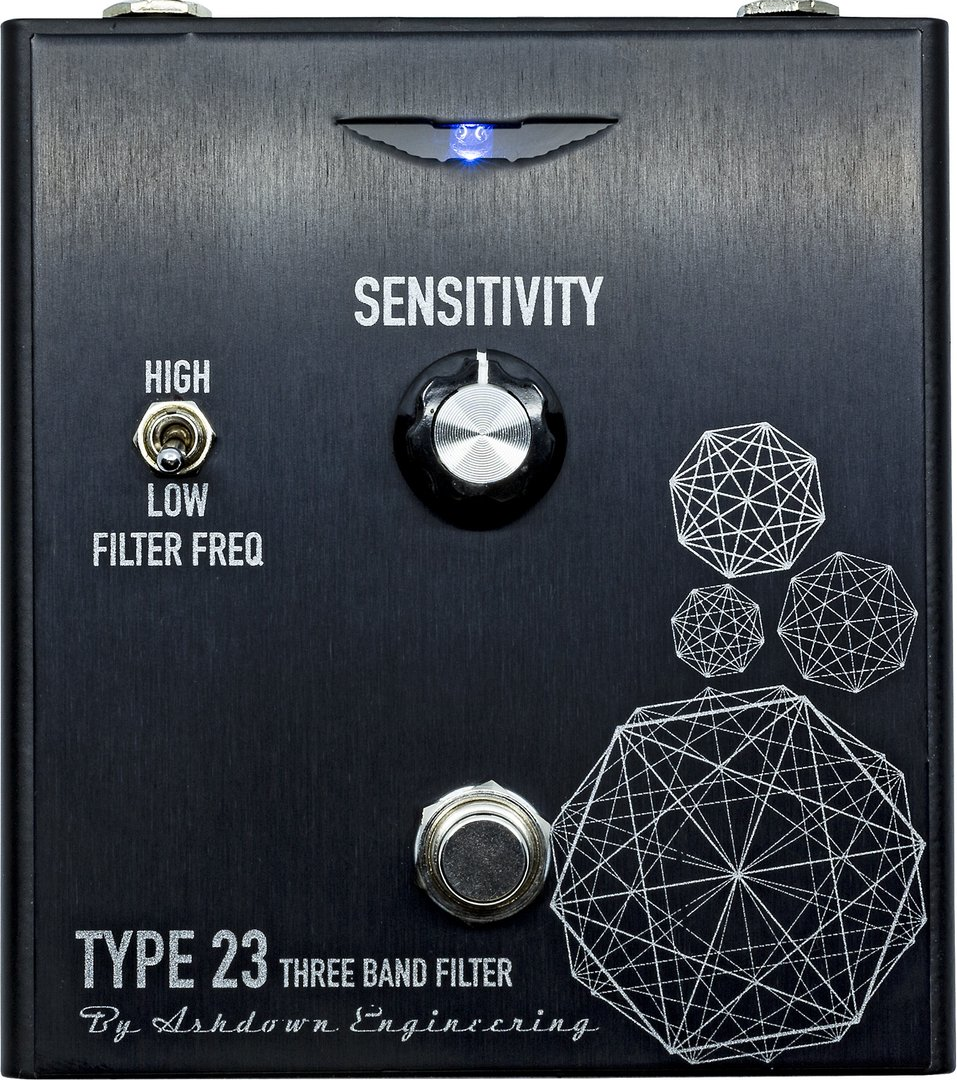 SENSITIVITY
HIGH
LOW
FILTER FREQ
TYPE 23 THREE BAND FILTER
By Ashdown Engineering